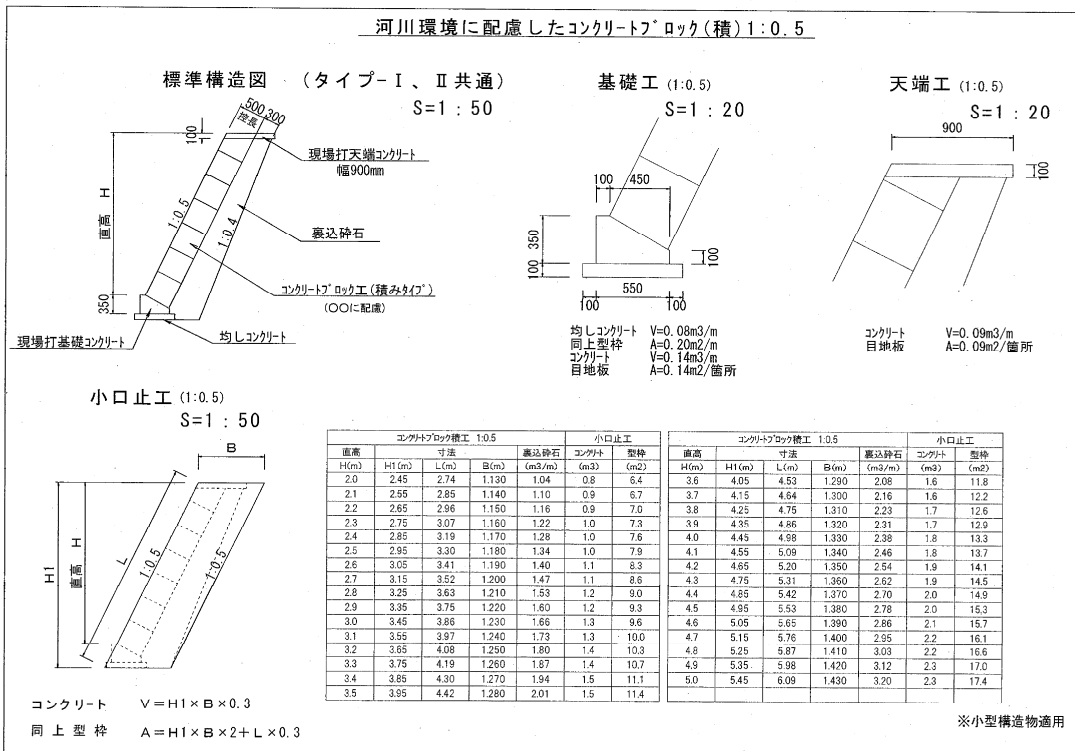 河川環境に配慮したコンクリートブロック(積)1:0.5
標準構造図 (タイプ-Ⅰ、Ⅱ共通)
S=1:50
500 300
控長
100
現場打天端コンクリート
幅900mm
直高 H
1:0.5
1:0.4
裏込砕石
コンクリートブロック工(積みタイプ)
(○○に配慮)
350
均しコンクリート
現場打基礎コンクリート
基礎工 (1:0.5)
S=1:20
100 450
350
100
100
550
100 100
均しコンクリート V=0.08m3/m
同上型枠 A=0.20m2/m
コンクリート V=0.14m3/m
目地板 A=0.14m2/箇所
天端工 (1:0.5)
S=1:20
900
100
コンクリート V=0.09m3/m
目地板 A=0.09m2/箇所
小口止工 (1:0.5)
S=1:50
B
H1
直高 H
L
1:0.5
1:0.5
コンクリート V=H1×B×0.3
同上型枠 A=H1×B×2+L×0.3
コンクリートブロック積工 1:0.5 小口止工
直高 寸法 裏込砕石 コンクリート 型枠
H(m) H1(m) L(m) B(m) (m3/m) (m3) (m2)
2.0 2.45 2.74 1.130 1.04 0.8 6.4
2.1 2.55 2.85 1.140 1.10 0.9 6.7
2.2 2.65 2.96 1.150 1.16 0.9 7.0
2.3 2.75 3.07 1.160 1.22 1.0 7.3
2.4 2.85 3.19 1.170 1.28 1.0 7.6
2.5 2.95 3.30 1.180 1.34 1.0 7.9
2.6 3.05 3.41 1.190 1.40 1.1 8.3
2.7 3.15 3.52 1.200 1.47 1.1 8.6
2.8 3.25 3.63 1.210 1.53 1.2 9.0
2.9 3.35 3.75 1.220 1.60 1.2 9.3
3.0 3.45 3.86 1.230 1.66 1.3 9.6
3.1 3.55 3.97 1.240 1.73 1.3 10.0
3.2 3.65 4.08 1.250 1.80 1.4 10.3
3.3 3.75 4.19 1.260 1.87 1.4 10.7
3.4 3.85 4.30 1.270 1.94 1.5 11.1
3.5 3.95 4.42 1.280 2.01 1.5 11.4
コンクリートブロック積工 1:0.5 小口止工
直高 寸法 裏込砕石 コンクリート 型枠
H(m) H1(m) L(m) B(m) (m3/m) (m3) (m2)
3.6 4.05 4.53 1.290 2.08 1.6 11.8
3.7 4.15 4.64 1.300 2.16 1.6 12.2
3.8 4.25 4.75 1.310 2.23 1.7 12.6
3.9 4.35 4.86 1.320 2.31 1.7 12.9
4.0 4.45 4.98 1.330 2.38 1.8 13.3
4.1 4.55 5.09 1.340 2.46 1.8 13.7
4.2 4.65 5.20 1.350 2.54 1.9 14.1
4.3 4.75 5.31 1.360 2.62 1.9 14.5
4.4 4.85 5.42 1.370 2.70 2.0 14.9
4.5 4.95 5.53 1.380 2.78 2.0 15.3
4.6 5.05 5.65 1.390 2.86 2.1 15.7
4.7 5.15 5.76 1.400 2.95 2.2 16.1
4.8 5.25 5.87 1.410 3.03 2.2 16.6
4.9 5.35 5.98 1.420 3.12 2.3 17.0
5.0 5.45 6.09 1.430 3.20 2.3 17.4
※小型構造物適用